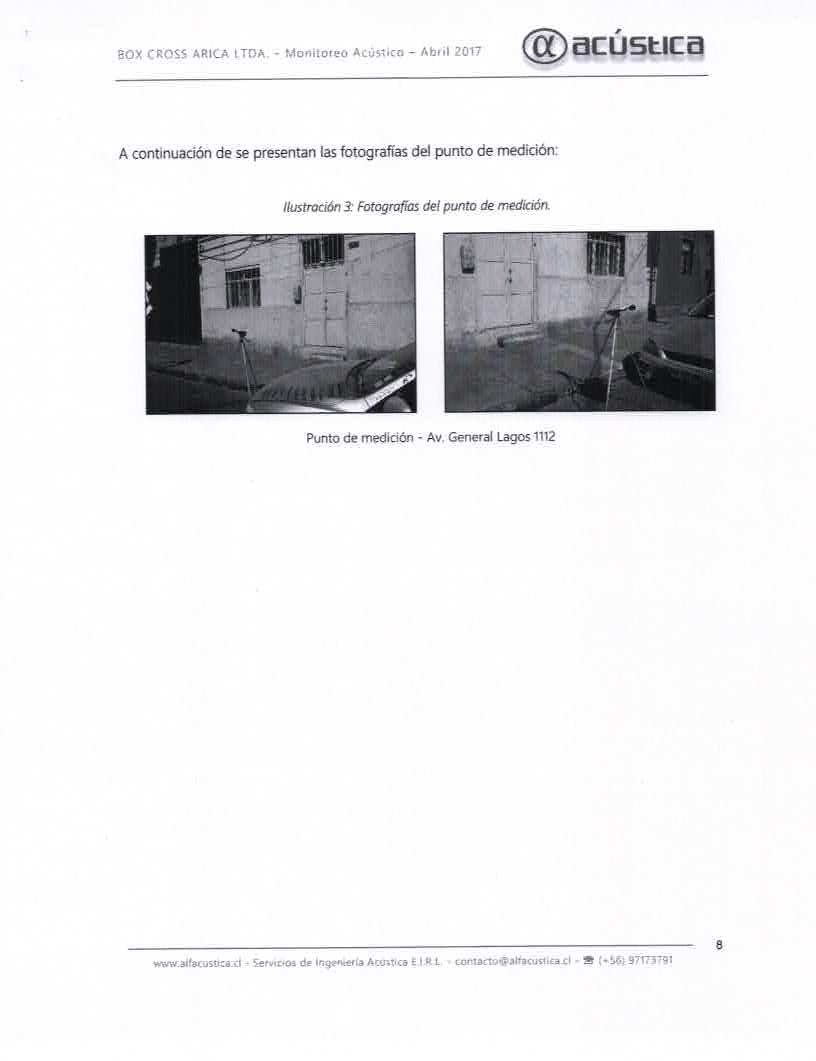 BOX CROSS ARICA LTDA. – Monitoreo Acústico – Abril 2017
α acústica
A continuación de se presentan las fotografías del punto de medición:
Ilustración 3: Fotografías del punto de medición.
Punto de medición - Av. General Lagos 1112
8
www.alfacustica.cl - Servicios de Ingeniería Acústica E.I.R.L. - contacto@alfacustica.cl - ☎ (+56) 97173791